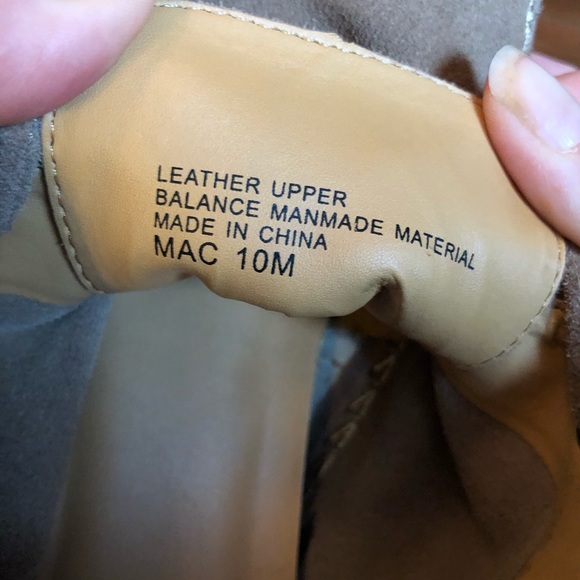 LEATHER UPPER
BALANCE MANMADE MATERIAL
MADE IN CHINA
MAC 10M